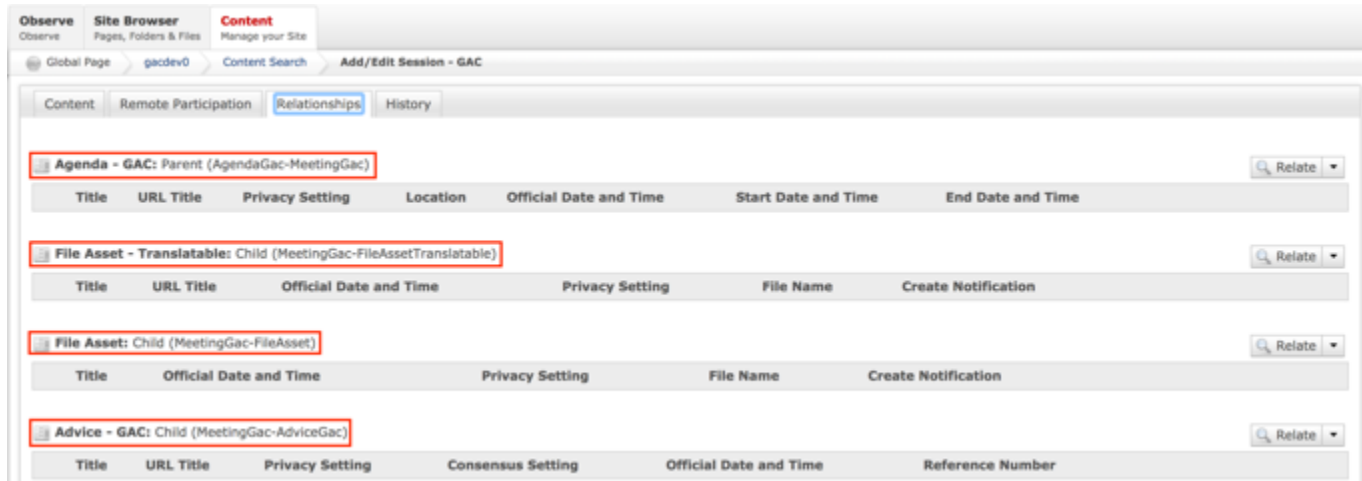 Observe Site Browser Content
Observe Pages, Folders & Files Manage your Site
Global Page gacdev0 Content Search Add/Edit Session - GAC
Content Remote Participation Relationships History
Agenda - GAC: Parent (AgendaGac-MeetingGac) Relate
Title URL Title Privacy Setting Location Official Date and Time Start Date and Time End Date and Time
File Asset - Translatable: Child (MeetingGac-FileAssetTranslatable) Relate
Title URL Title Official Date and Time Privacy Setting File Name Create Notification
File Asset: Child (MeetingGac-FileAsset) Relate
Title Official Date and Time Privacy Setting File Name Create Notification
Advice - GAC: Child (MeetingGac-AdviceGac) Relate
Title URL Title Privacy Setting Consensus Setting Official Date and Time Reference Number